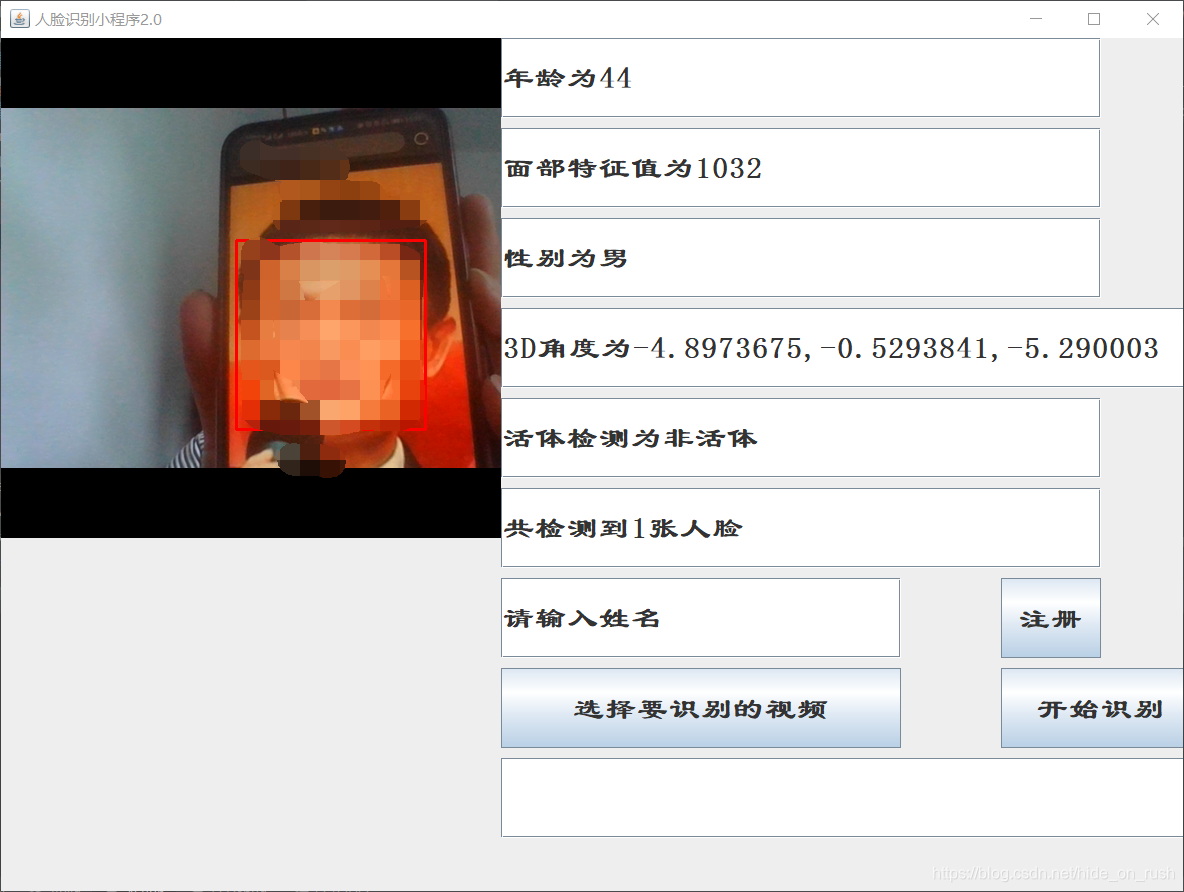 人脸识别小程序2.0
年龄为44
面部特征值为1032
性别为男
3D角度为-4.8973675,-0.5293841,-5.290003
活体检测为非活体
共检测到1张人脸
请输入姓名
注册
选择要识别的视频
开始识别
https://blog.csdn.net/hide_on_rush